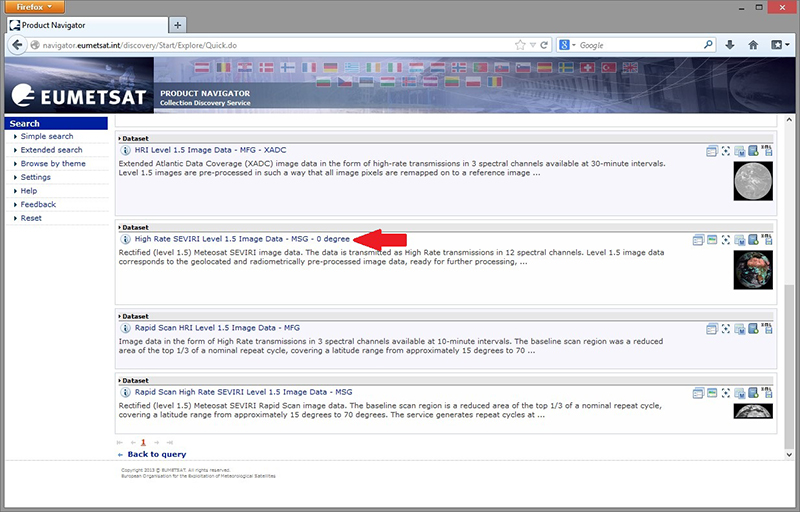 Firefox
Product Navigator
navigator.eumetsat.int/discovery/Start/Explore/Quick.do
Google
EUMETSAT
PRODUCT NAVIGATOR
Collection Discovery Service
Search
Simple search
Extended search
Browse by theme
Settings
Help
Feedback
Reset
Dataset
HRI Level 1.5 Image Data - MFG - XADC
XML
Extended Atlantic Data Coverage (XADC) image data in the form of high-rate transmissions in 3 spectral channels available at 30-minute intervals.
Level 1.5 images are pre-processed in such a way that all image pixels are remapped on to a reference image ...
Dataset
High Rate SEVIRI Level 1.5 Image Data - MSG - 0 degree
XML
Rectified (level 1.5) Meteosat SEVIRI image data. The data is transmitted as High Rate transmissions in 12 spectral channels. Level 1.5 image data
corresponds to the geolocated and radiometrically pre-processed image data, ready for further processing, ...
Dataset
Rapid Scan HRI Level 1.5 Image Data - MFG
XML
Image data in the form of High Rate transmissions in 3 spectral channels available at 10-minute intervals. The baseline scan region was a reduced
area of the top 1/3 of a nominal repeat cycle, covering a latitude range from approximately 15 degrees to 70 ...
Dataset
Rapid Scan High Rate SEVIRI Level 1.5 Image Data - MSG
XML
Rectified (level 1.5) Meteosat SEVIRI Rapid Scan image data. The baseline scan region is a reduced area of the top 1/3 of a nominal repeat cycle,
covering a latitude range from approximately 15 degrees to 70 degrees. The service generates repeat cycles at ...
1
Back to query
Copyright 2013 © EUMETSAT. All rights reserved.
European Organisation for the Exploitation of Meteorological Satellites